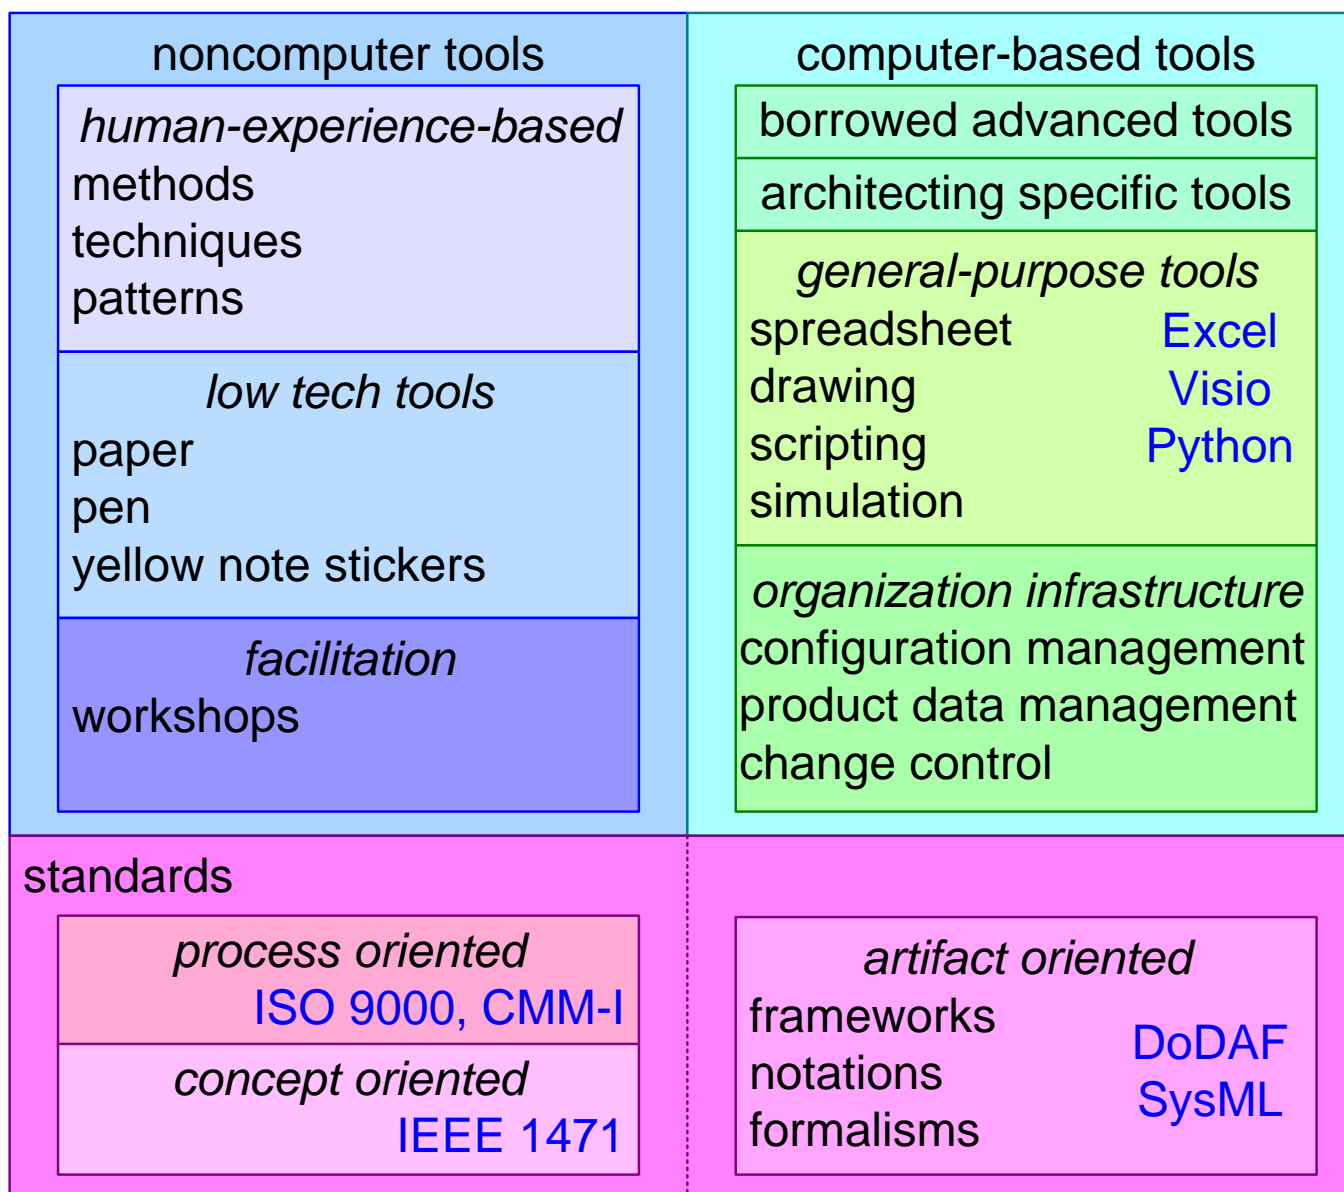 noncomputer tools
human-experience-based
methods
techniques
patterns
low tech tools
paper
pen
yellow note stickers
facilitation
workshops
computer-based tools
borrowed advanced tools
architecting specific tools
general-purpose tools
spreadsheet Excel
drawing Visio
scripting Python
simulation
organization infrastructure
configuration management
product data management
change control
standards
process oriented
ISO 9000, CMM-I
concept oriented
IEEE 1471
artifact oriented
frameworks
notations
formalisms
DoDAF
SysML